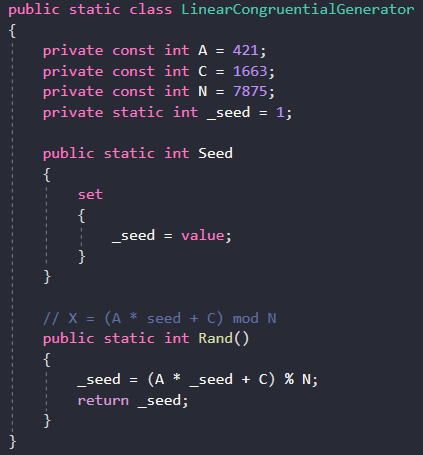 public static class LinearCongruentialGenerator
{
    private const int A = 421;
    private const int C = 1663;
    private const int N = 7875;
    private static int _seed = 1;

    public static int Seed
    {
        set
        {
            _seed = value;
        }
    }

    // X = (A * seed + C) mod N
    public static int Rand()
    {
        _seed = (A * _seed + C) % N;
        return _seed;
    }
}